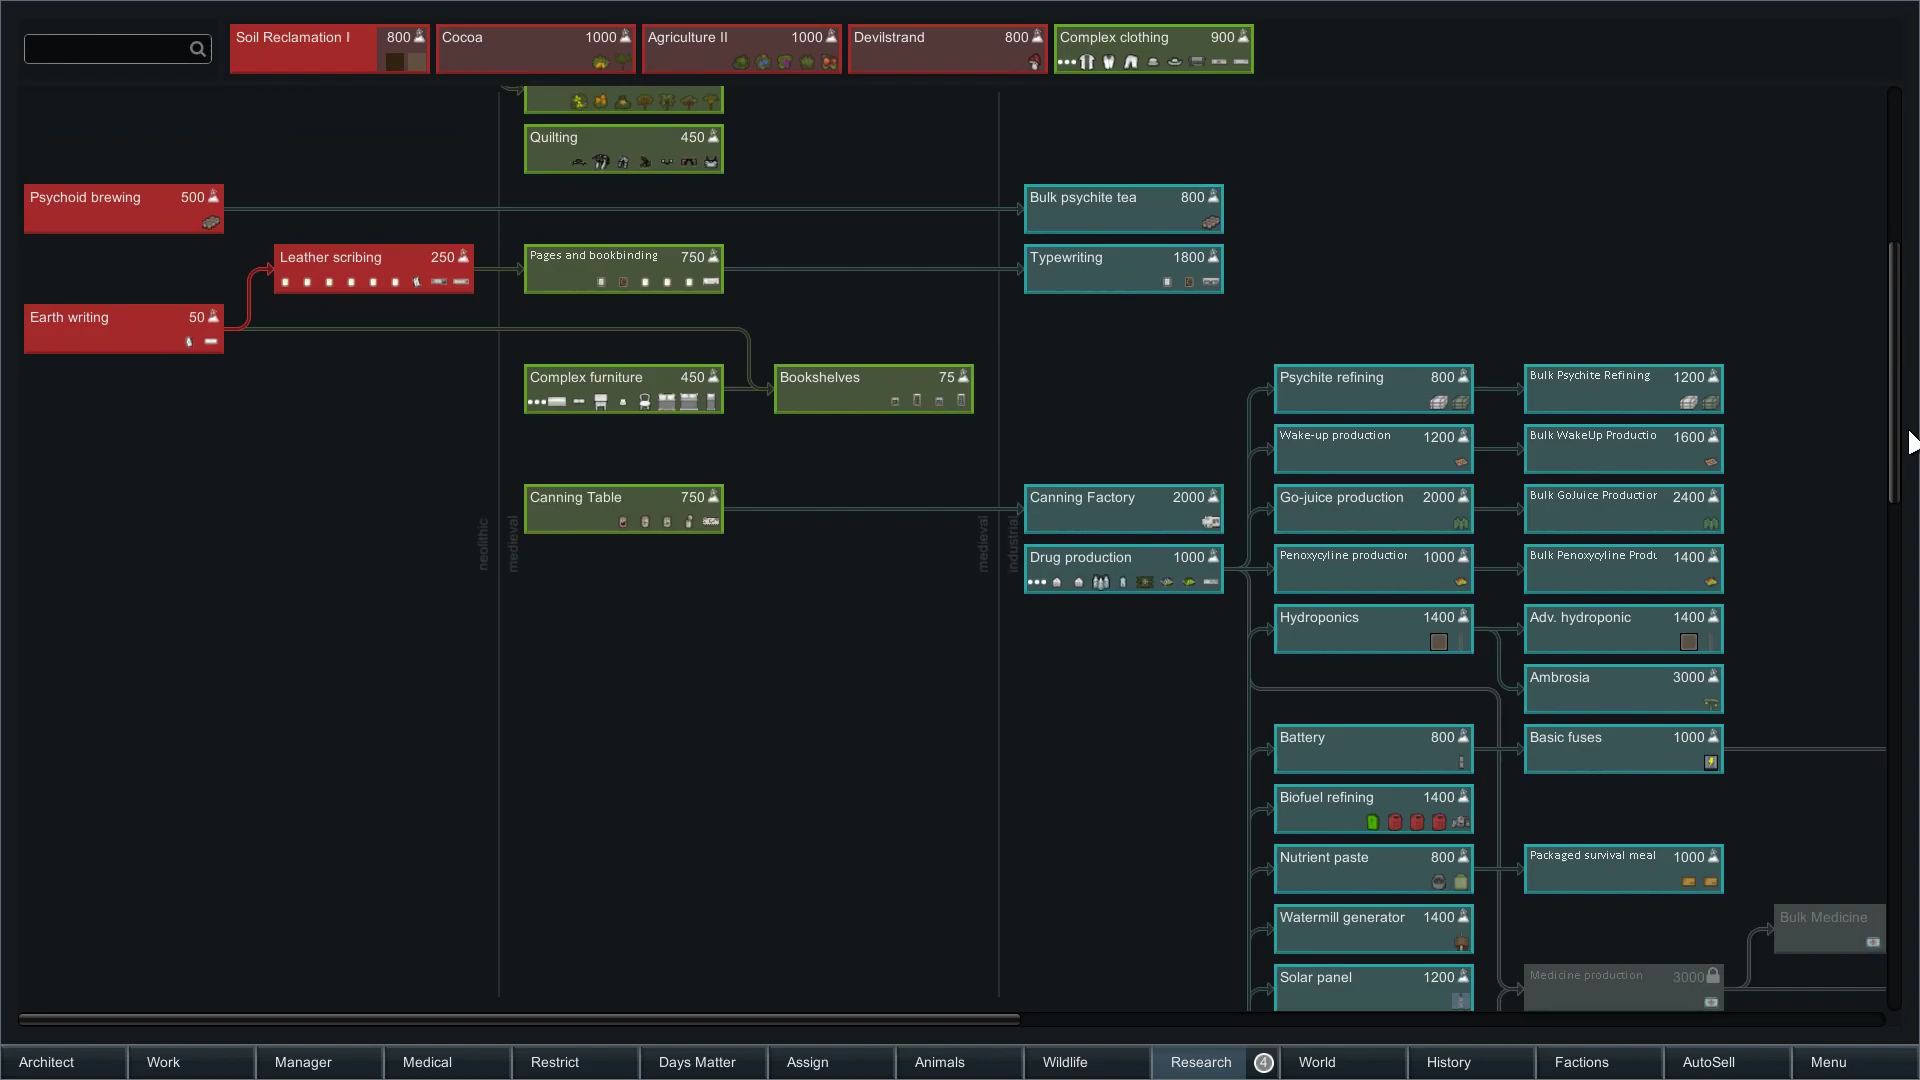 Soil Reclamation I 800
Cocoa 1000
Agriculture II 1000
Devilstrand 800
Complex clothing 900
Quilting 450
Psychoid brewing 500
Bulk psychite tea 800
Leather scribing 250
Pages and bookbinding 750
Typewriting 1800
Earth writing 50
Complex furniture 450
Bookshelves 75
Psychite refining 800
Bulk Psychite Refining 1200
Wake-up production 1200
Bulk WakeUp Productio 1600
Canning Table 750
Canning Factory 2000
Go-juice production 2000
Bulk GoJuice Production 2400
neolithic
medieval
medieval
industrial
Drug production 1000
Penoxycyline production 1000
Bulk Penoxycyline Produ 1400
Hydroponics 1400
Adv. hydroponic 1400
Ambrosia 3000
Battery 800
Basic fuses 1000
Biofuel refining 1400
Nutrient paste 800
Packaged survival meal 1000
Watermill generator 1400
Bulk Medicine
Solar panel 1200
Medicine production 3000
Architect
Work
Manager
Medical
Restrict
Days Matter
Assign
Animals
Wildlife
Research 4
World
History
Factions
AutoSell
Menu